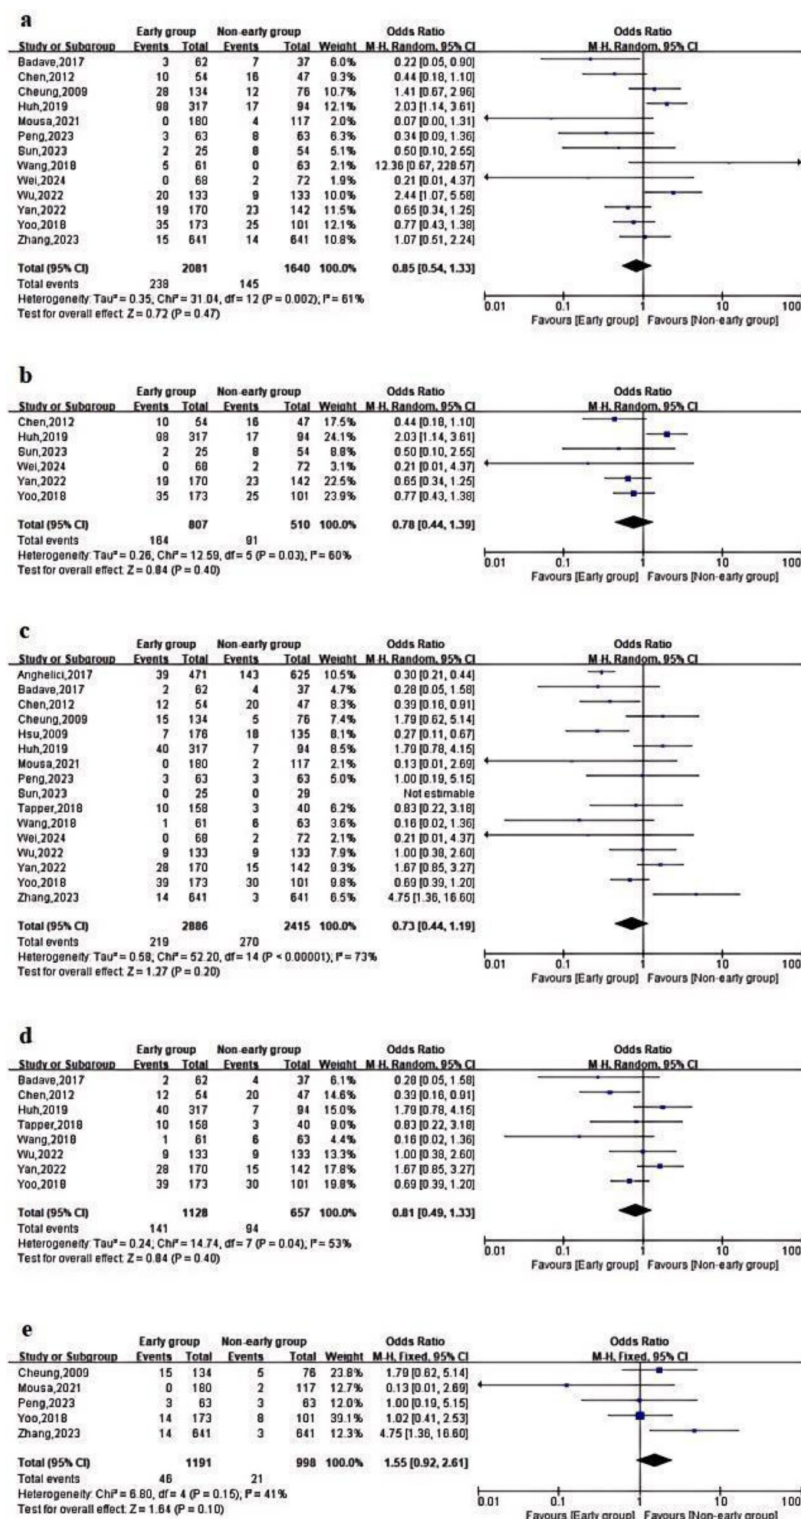 a
Early group Non-early group Odds Ratio Odds Ratio
Study or Subgroup Events Total Events Total Weight M-H, Random, 95% CI M-H, Random, 95% CI
Badave,2017 3 62 7 37 6.0% 0.22 [0.05, 0.90]
Chen,2012 10 54 16 47 9.3% 0.44 [0.18, 1.10]
Cheung,2009 28 134 12 76 10.7% 1.41 [0.67, 2.96]
Huh,2019 98 317 17 94 12.1% 2.03 [1.14, 3.61]
Mousa,2021 0 180 4 117 2.0% 0.07 [0.00, 1.31]
Peng,2023 3 63 8 63 6.3% 0.34 [0.09, 1.36]
Sun,2023 2 25 8 54 5.0% 0.50 [0.10, 2.55]
Wang,2018 5 61 0 63 2.1% 12.36 [0.67, 228.57]
Wei,2024 0 68 2 72 1.9% 0.21 [0.01, 4.37]
Wu,2022 20 133 9 133 10.0% 2.44 [1.07, 5.58]
Yan,2022 19 170 23 142 11.5% 0.65 [0.34, 1.25]
Yoo,2018 35 173 25 101 12.1% 0.77 [0.43, 1.38]
Zhang,2023 15 641 14 641 10.8% 1.07 [0.51, 2.24]
Total (95% CI) 2081 1640 100.0% 0.85 [0.54, 1.33]
Total events 238 145
Heterogeneity: Tau² = 0.35, Chi² = 31.04, df = 12 (P = 0.002); I² = 61%
Test for overall effect: Z = 0.72 (P = 0.47)
0.01 0.1 1 10 100
Favours [Early group] Favours [Non-early group]
b
Early group Non-early group Odds Ratio Odds Ratio
Study or Subgroup Events Total Events Total Weight M-H, Random, 95% CI M-H, Random, 95% CI
Chen,2012 10 54 16 47 17.5% 0.44 [0.18, 1.10]
Huh,2019 98 317 17 94 24.1% 2.03 [1.14, 3.61]
Sun,2023 2 25 8 54 8.8% 0.50 [0.10, 2.55]
Wei,2024 0 68 2 72 3.1% 0.21 [0.01, 4.37]
Yan,2022 19 170 23 142 22.5% 0.65 [0.34, 1.25]
Yoo,2018 35 173 25 101 23.9% 0.77 [0.43, 1.38]
Total (95% CI) 807 510 100.0% 0.78 [0.44, 1.39]
Total events 164 91
Heterogeneity: Tau² = 0.26, Chi² = 12.59, df = 5 (P = 0.03); I² = 60%
Test for overall effect: Z = 0.84 (P = 0.40)
0.01 0.1 1 10 100
Favours [Early group] Favours [Non-early group]
c
Early group Non-early group Odds Ratio Odds Ratio
Study or Subgroup Events Total Events Total Weight M-H, Random, 95% CI M-H, Random, 95% CI
Anghelici,2017 39 471 143 625 10.5% 0.30 [0.21, 0.44]
Badave,2017 2 62 4 37 4.7% 0.28 [0.05, 1.58]
Chen,2012 12 54 20 47 8.3% 0.39 [0.16, 0.91]
Cheung,2009 15 134 5 76 7.4% 1.79 [0.62, 5.14]
Hsu,2009 7 176 18 135 8.0% 0.27 [0.11, 0.67]
Huh,2019 40 317 7 94 8.5% 1.79 [0.78, 4.15]
Mousa,2021 0 180 2 117 2.1% 0.13 [0.01, 2.69]
Peng,2023 3 63 3 63 5.0% 1.00 [0.19, 5.15]
Sun,2023 0 25 0 29 Not estimable
Tapper,2018 10 158 3 40 6.2% 0.83 [0.22, 3.18]
Wang,2018 1 61 6 63 3.6% 0.16 [0.02, 1.36]
Wei,2024 0 68 2 72 2.1% 0.21 [0.01, 4.37]
Wu,2022 9 133 9 133 7.9% 1.00 [0.38, 2.60]
Yan,2022 28 170 15 142 9.3% 1.67 [0.85, 3.27]
Yoo,2018 39 173 30 101 9.8% 0.69 [0.39, 1.20]
Zhang,2023 14 641 3 641 6.5% 4.75 [1.36, 16.60]
Total (95% CI) 2886 2415 100.0% 0.73 [0.44, 1.19]
Total events 219 270
Heterogeneity: Tau² = 0.58, Chi² = 52.20, df = 14 (P < 0.00001); I² = 73%
Test for overall effect: Z = 1.27 (P = 0.20)
0.01 0.1 1 10 100
Favours [Early group] Favours [Non-early group]
d
Early group Non-early group Odds Ratio Odds Ratio
Study or Subgroup Events Total Events Total Weight M-H, Random, 95% CI M-H, Random, 95% CI
Badave,2017 2 62 4 37 6.1% 0.28 [0.05, 1.58]
Chen,2012 12 54 20 47 14.6% 0.39 [0.16, 0.91]
Huh,2019 40 317 7 94 15.0% 1.79 [0.78, 4.15]
Tapper,2018 10 158 3 40 8.9% 0.83 [0.22, 3.18]
Wang,2018 1 61 6 63 4.4% 0.16 [0.02, 1.36]
Wu,2022 9 133 9 133 13.3% 1.00 [0.38, 2.60]
Yan,2022 28 170 15 142 17.8% 1.67 [0.85, 3.27]
Yoo,2018 39 173 30 101 19.8% 0.69 [0.39, 1.20]
Total (95% CI) 1128 657 100.0% 0.81 [0.49, 1.33]
Total events 141 94
Heterogeneity: Tau² = 0.24, Chi² = 14.74, df = 7 (P = 0.04); I² = 53%
Test for overall effect: Z = 0.84 (P = 0.40)
0.01 0.1 1 10 100
Favours [Early group] Favours [Non-early group]
e
Early group Non-early group Odds Ratio Odds Ratio
Study or Subgroup Events Total Events Total Weight M-H, Fixed, 95% CI M-H, Fixed, 95% CI
Cheung,2009 15 134 5 76 23.8% 1.79 [0.62, 5.14]
Mousa,2021 0 180 2 117 12.7% 0.13 [0.01, 2.69]
Peng,2023 3 63 3 63 12.0% 1.00 [0.19, 5.15]
Yoo,2018 14 173 8 101 39.1% 1.02 [0.41, 2.53]
Zhang,2023 14 641 3 641 12.3% 4.75 [1.36, 16.60]
Total (95% CI) 1191 998 100.0% 1.55 [0.92, 2.61]
Total events 46 21
Heterogeneity: Chi² = 6.80, df = 4 (P = 0.15); I² = 41%
Test for overall effect: Z = 1.64 (P = 0.10)
0.01 0.1 1 10 100
Favours [Early group] Favours [Non-early group]